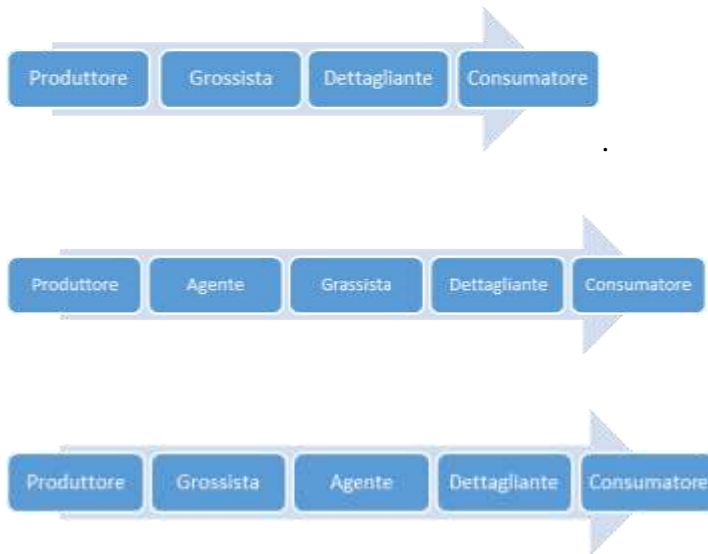 Produttore Grossista Dettagliante Consumatore
.
Produttore Agente Grassista Dettagliante Consumatore
Produttore Grossista Agente Dettagliante Consumatore